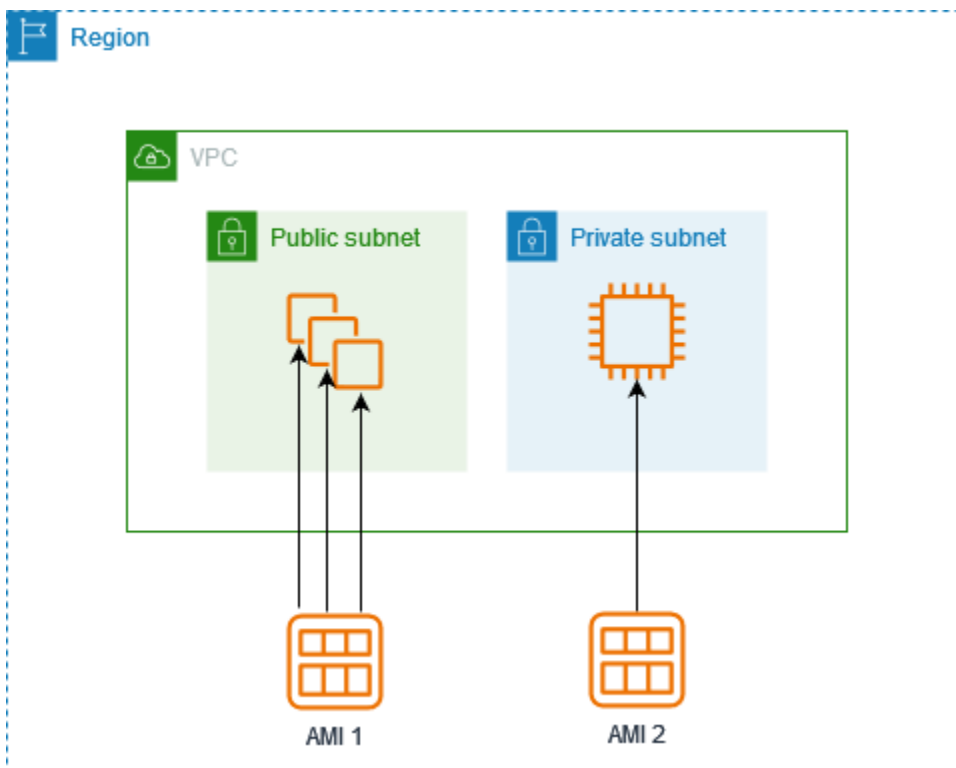 Region
VPC
Public subnet
Private subnet
AMI 1
AMI 2